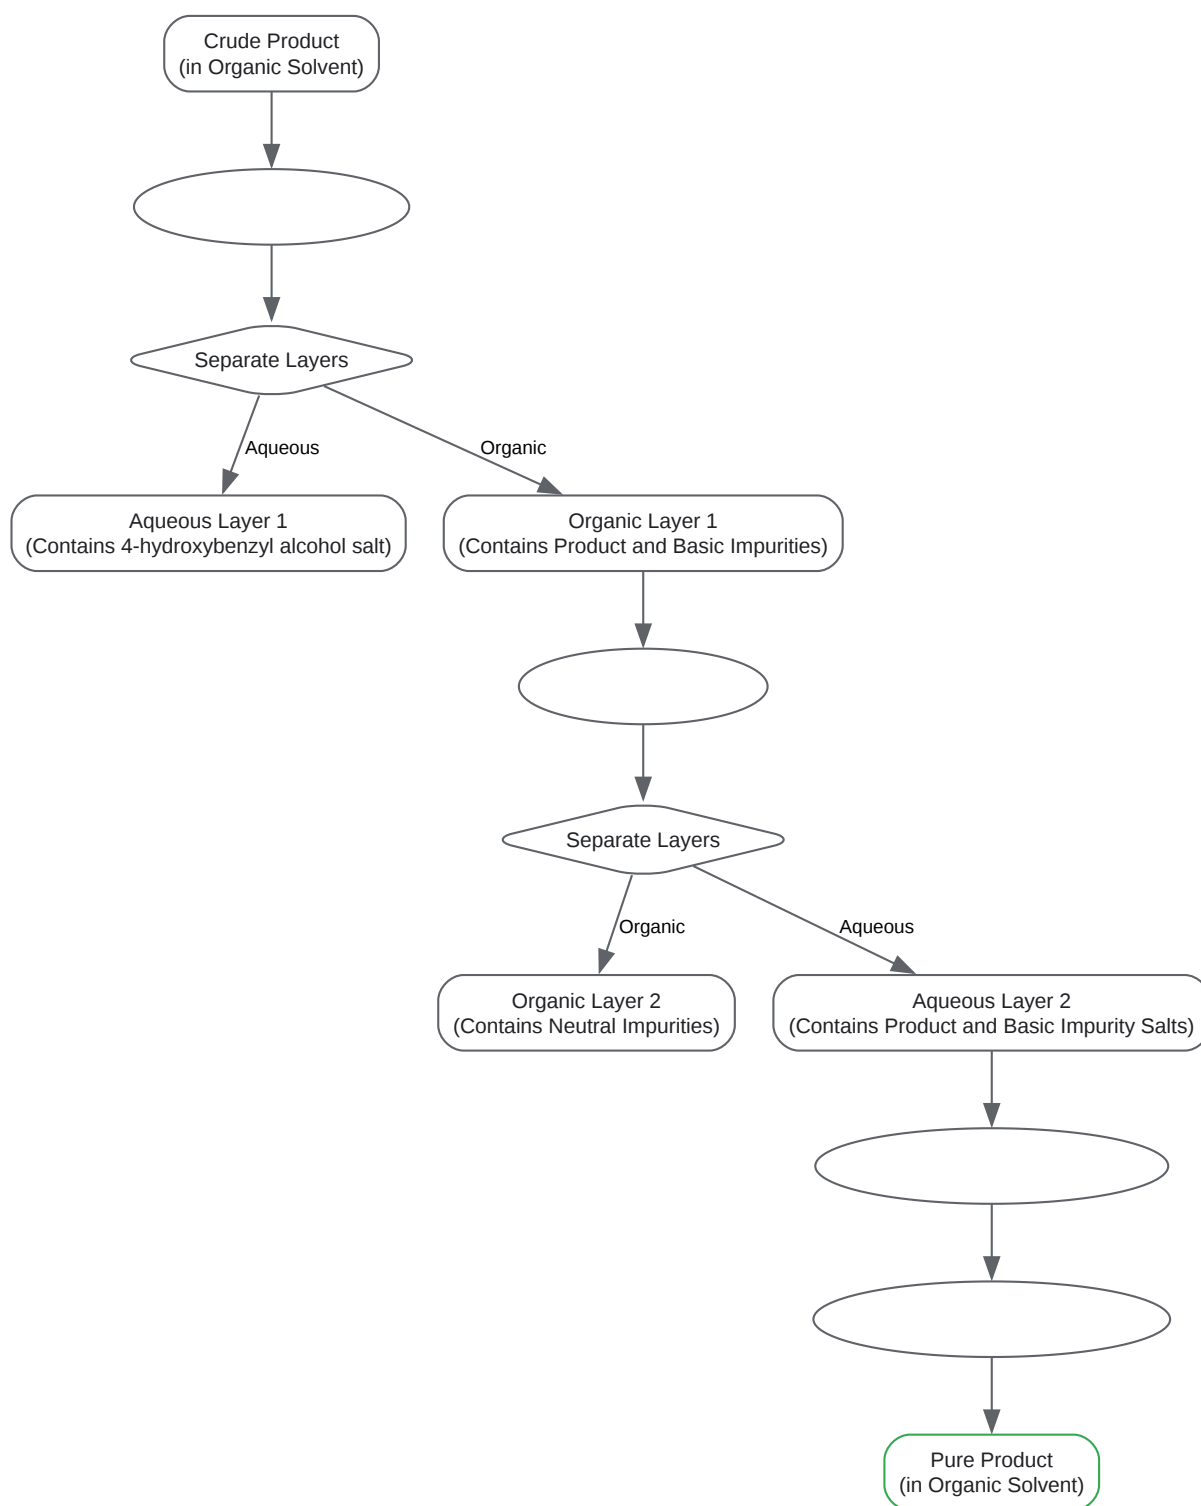 Crude Product
(in Organic Solvent)
Separate Layers
Aqueous
Organic
Aqueous Layer 1
(Contains 4-hydroxybenzyl alcohol salt)
Organic Layer 1
(Contains Product and Basic Impurities)
Separate Layers
Organic
Aqueous
Organic Layer 2
(Contains Neutral Impurities)
Aqueous Layer 2
(Contains Product and Basic Impurity Salts)
Pure Product
(in Organic Solvent)